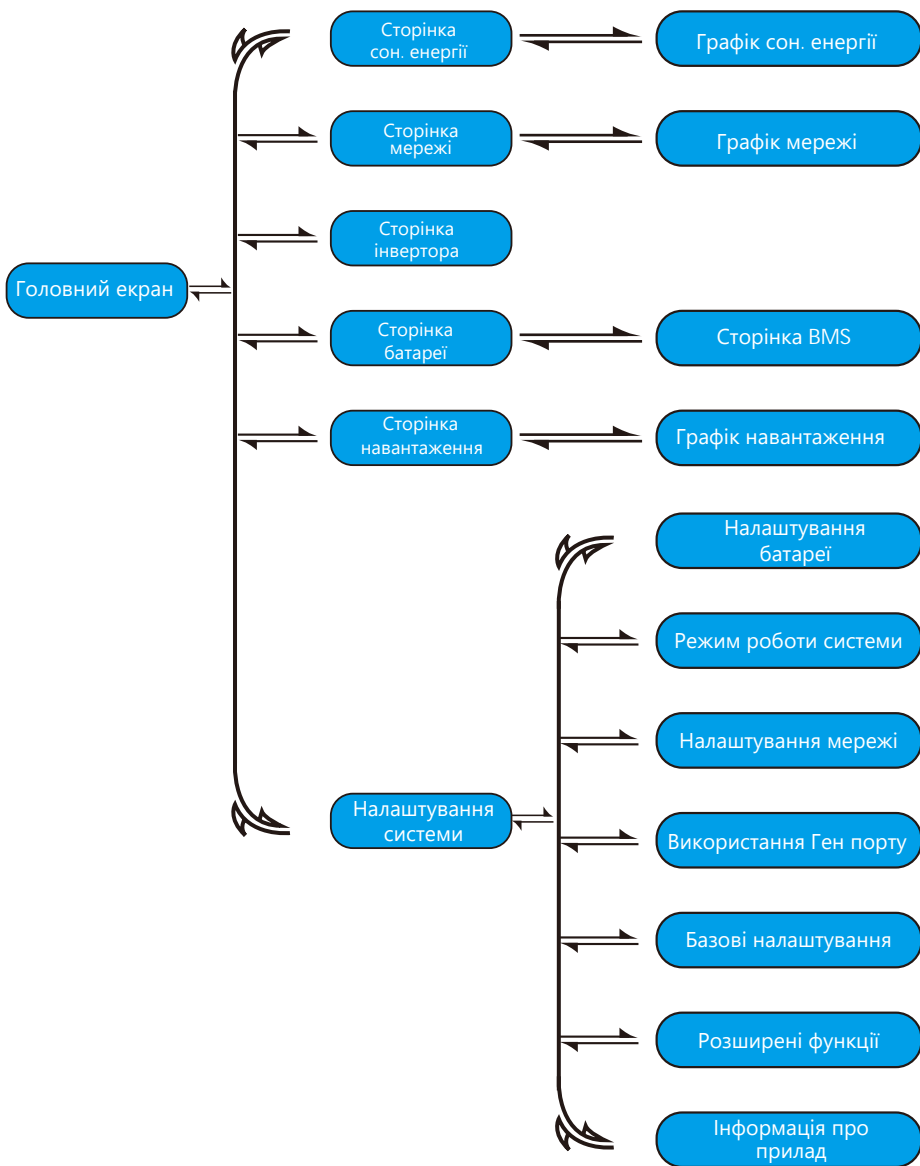 Сторінка
сон. енергії
Графік сон. енергії
Сторінка
мережі
Графік мережі
Сторінка
інвертора
Головний екран
Сторінка
батареї
Сторінка BMS
Сторінка
навантаження
Графік навантаження
Налаштування
батареї
Режим роботи системи
Налаштування мережі
Налаштування
системи
Використання Ген порту
Базові налаштування
Розширені функції
Інформація про
прилад